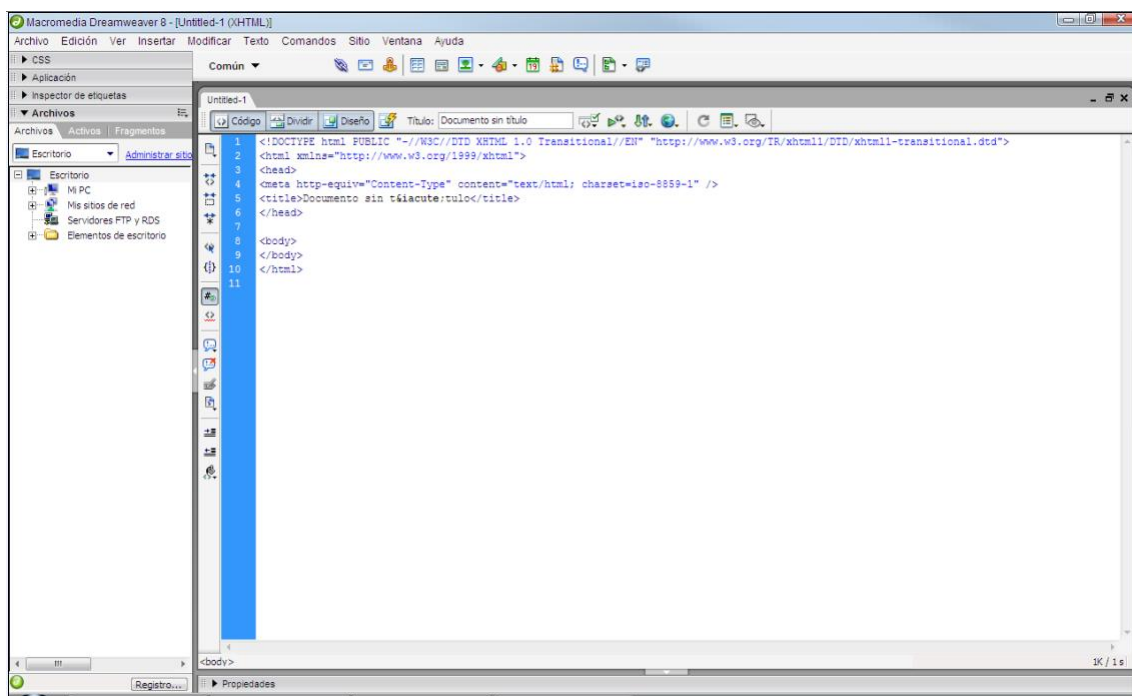 Macromedia Dreamweaver 8 - [Untitled-1 (XHTML)]
Archivo Edición Ver Insertar Modificar Texto Comandos Sitio Ventana Ayuda
CSS
Aplicación
Inspector de etiquetas
Archivos
Archivos Activos Fragmentos
Escritorio Administrar sitio
Escritorio
Mi PC
Mis sitios de red
Servidores FTP y RDS
Elementos de escritorio
Registro...
Común
Untitled-1
Código Dividir Diseño Título: Documento sin título
1 <!DOCTYPE html PUBLIC "-//W3C//DTD XHTML 1.0 Transitional//EN" "http://www.w3.org/TR/xhtml1/DTD/xhtml1-transitional.dtd">
2 <html xmlns="http://www.w3.org/1999/xhtml">
3 <head>
4 <meta http-equiv="Content-Type" content="text/html; charset=iso-8859-1" />
5 <title>Documento sin t&iacute;tulo</title>
6 </head>
7
8 <body>
9 </body>
10 </html>
11
<body> 1K / 1 s
Propiedades